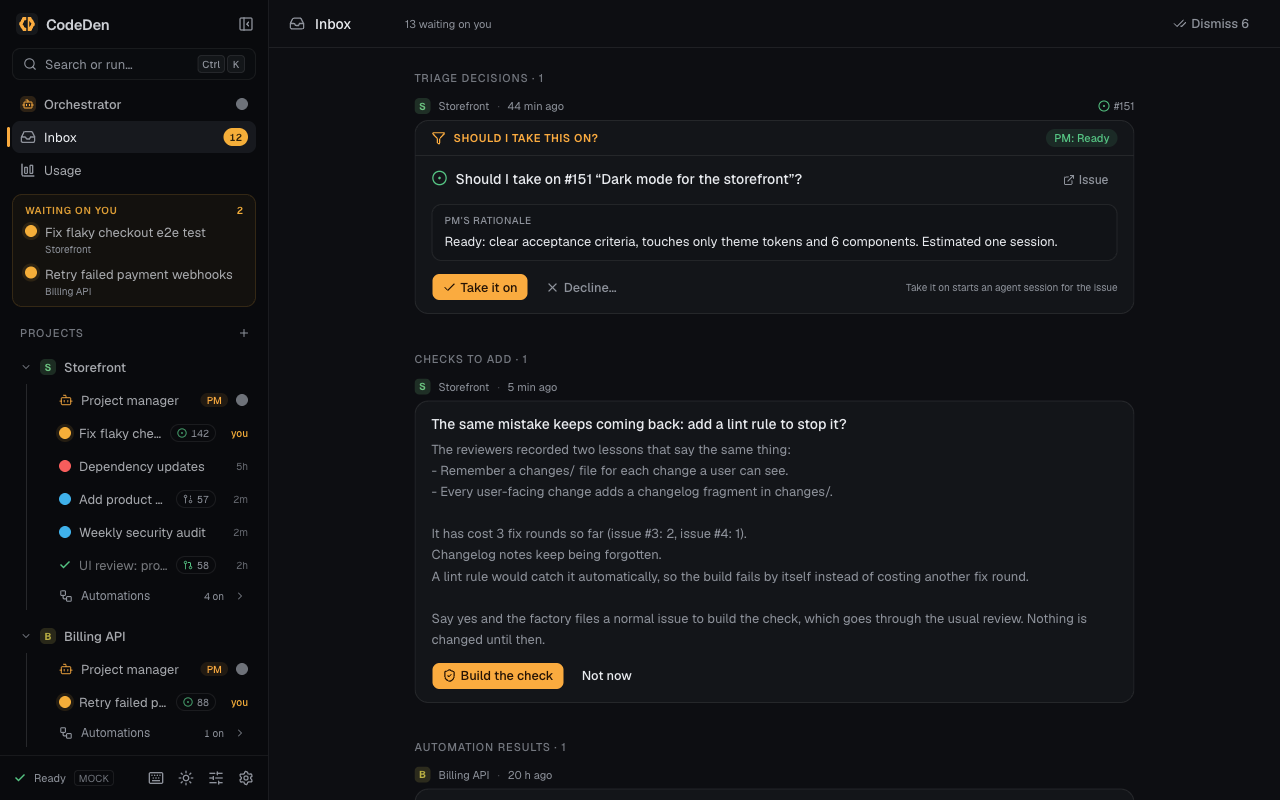 CodeDen
Search or run…
Ctrl K
Orchestrator
Inbox 12
Usage
WAITING ON YOU 2
Fix flaky checkout e2e test
Storefront
Retry failed payment webhooks
Billing API
PROJECTS
S Storefront
Project manager PM
Fix flaky che… 142 you
Dependency updates 5h
Add product … 57 2m
Weekly security audit 2m
UI review: pro… 58 2h
Automations 4 on
B Billing API
Project manager PM
Retry failed p… 88 you
Automations 1 on
Ready MOCK
Inbox 13 waiting on you Dismiss 6
TRIAGE DECISIONS · 1
S Storefront · 44 min ago #151
SHOULD I TAKE THIS ON? PM: Ready
Should I take on #151 “Dark mode for the storefront”? Issue
PM'S RATIONALE
Ready: clear acceptance criteria, touches only theme tokens and 6 components. Estimated one session.
Take it on Decline… Take it on starts an agent session for the issue
CHECKS TO ADD · 1
S Storefront · 5 min ago
The same mistake keeps coming back: add a lint rule to stop it?
The reviewers recorded two lessons that say the same thing:
- Remember a changes/ file for each change a user can see.
- Every user-facing change adds a changelog fragment in changes/.
It has cost 3 fix rounds so far (issue #3: 2, issue #4: 1).
Changelog notes keep being forgotten.
A lint rule would catch it automatically, so the build fails by itself instead of costing another fix round.
Say yes and the factory files a normal issue to build the check, which goes through the usual review. Nothing is
changed until then.
Build the check Not now
AUTOMATION RESULTS · 1
B Billing API · 20 h ago